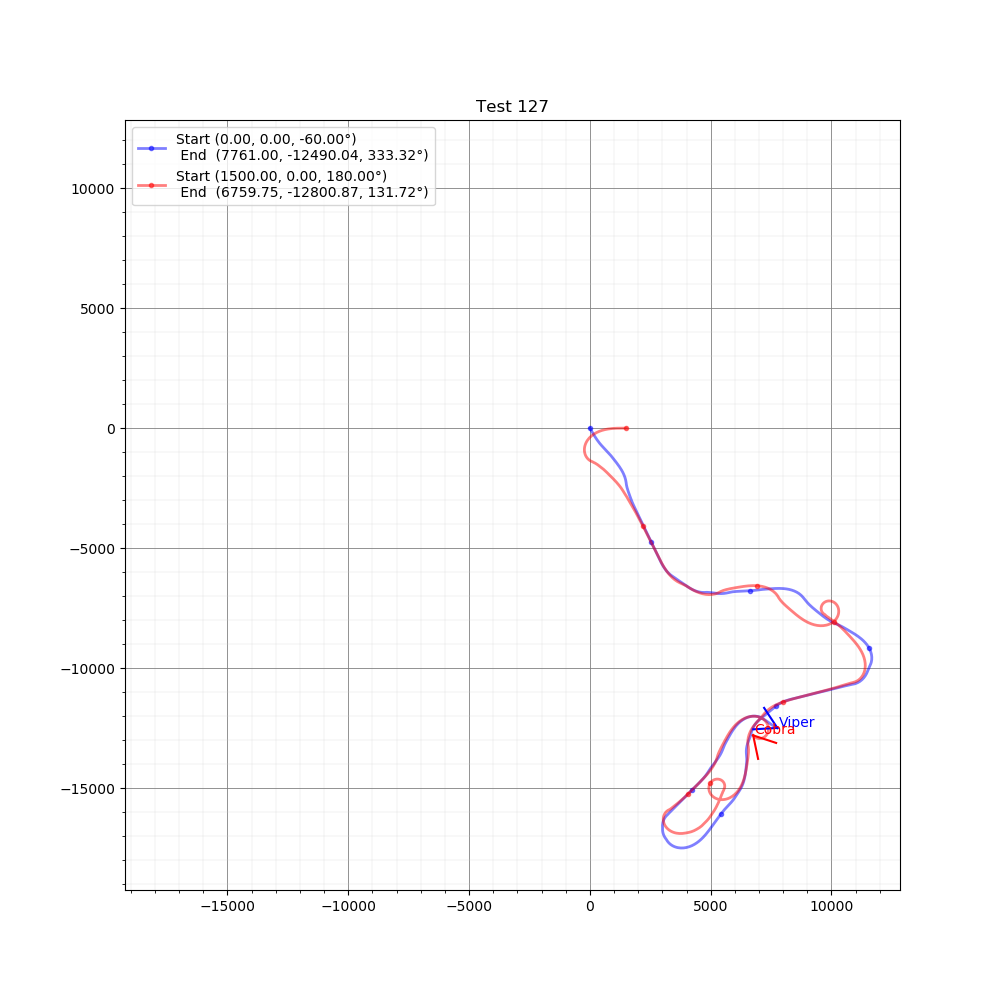 Test 127
Start (0.00, 0.00, -60.00°)
End (7761.00, -12490.04, 333.32°)
Start (1500.00, 0.00, 180.00°)
End (6759.75, -12800.87, 131.72°)
10000
5000
0
−5000
−10000
−15000
Viper
Cobra
−15000 −10000 −5000 0 5000 10000